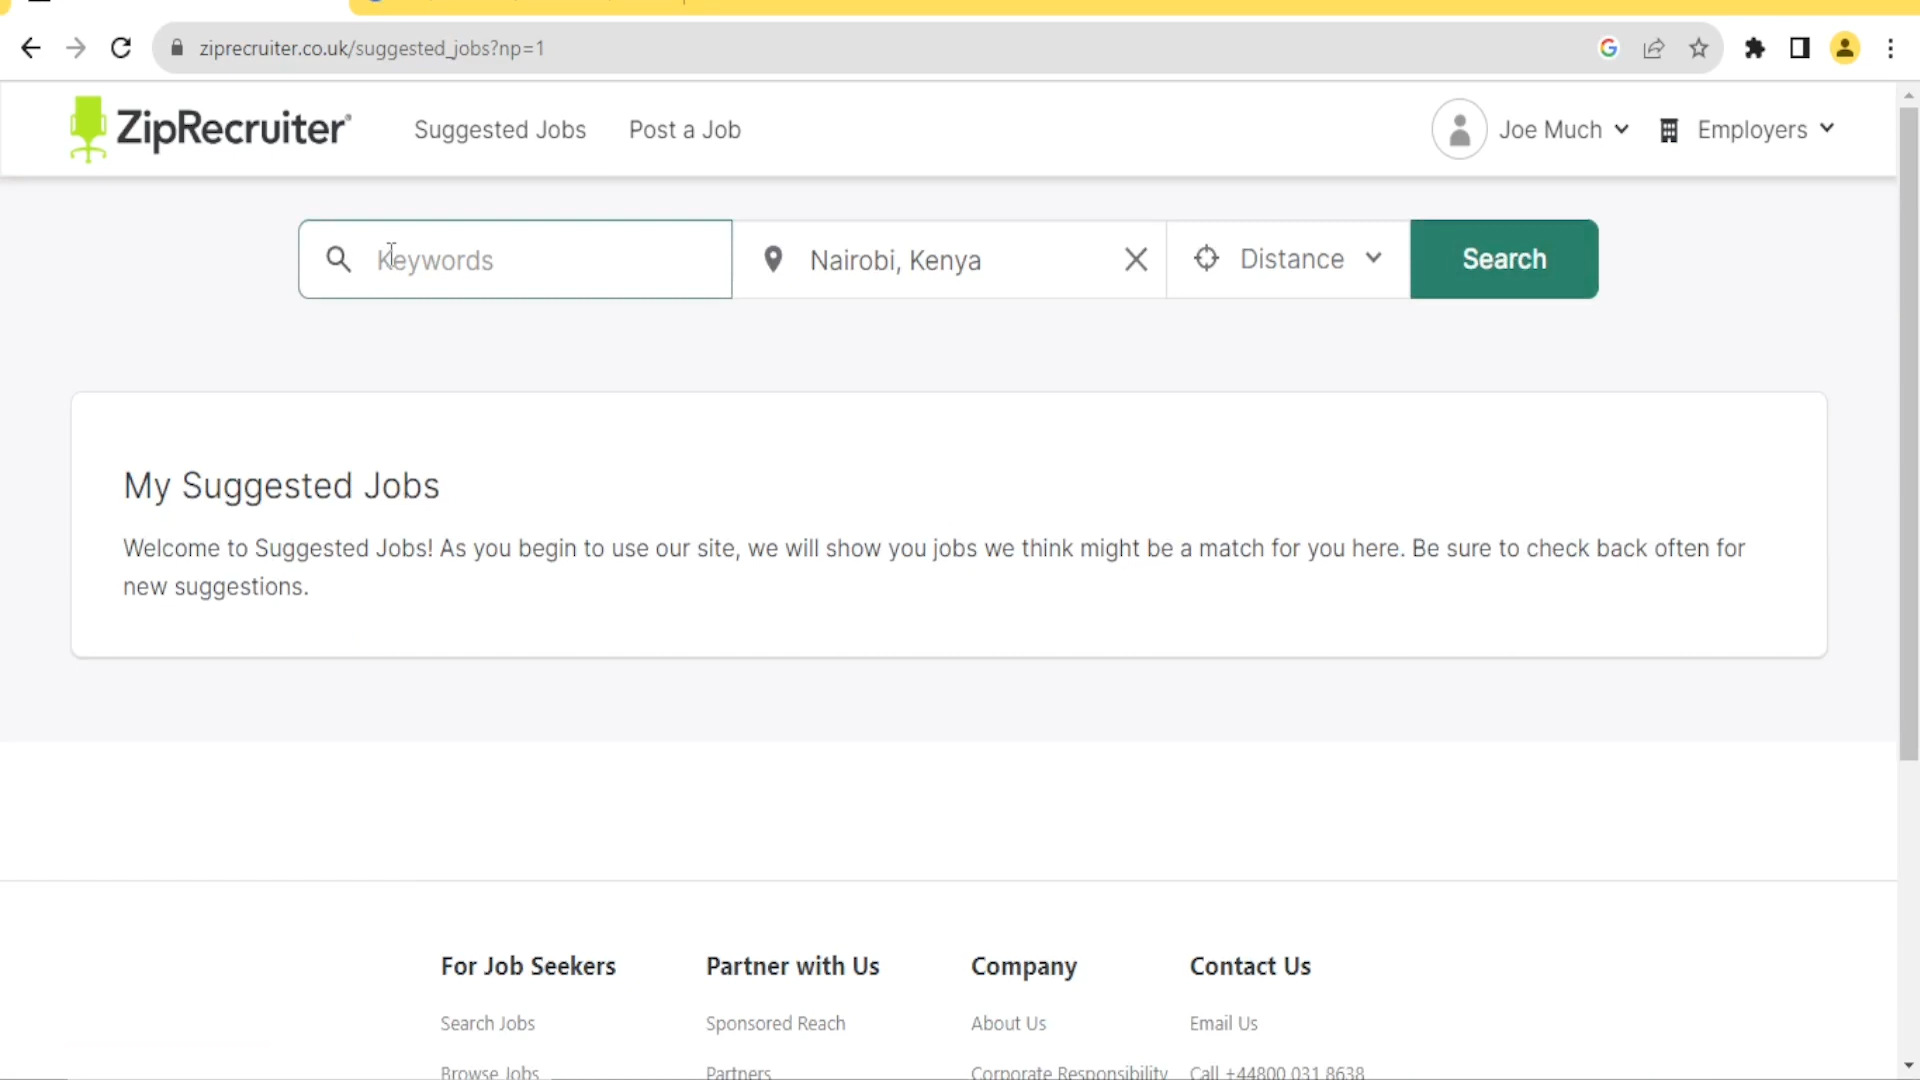 ziprecruiter.co.uk/suggested_jobs?np=1
ZipRecruiter®
Suggested Jobs
Post a Job
Joe Much
Employers
Keywords
Nairobi, Kenya
Distance
Search
My Suggested Jobs
Welcome to Suggested Jobs! As you begin to use our site, we will show you jobs we think might be a match for you here. Be sure to check back often for
new suggestions.
For Job Seekers
Partner with Us
Company
Contact Us
Search Jobs
Sponsored Reach
About Us
Email Us
Browse Jobs
Partners
Corporate Responsibility
Call +44800 031 8638